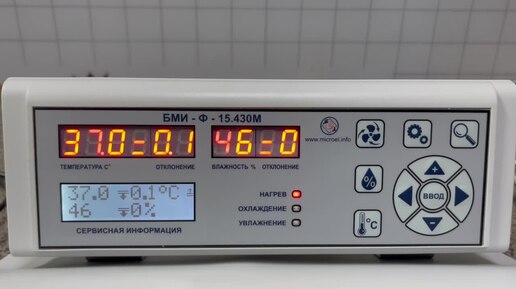 БМИ - Ф - 15.430М
37.0=0.1 46=0
ТЕМПЕРАТУРА С° ОТКЛОНЕНИЕ ВЛАЖНОСТЬ % ОТКЛОНЕНИЕ
www.microel.info
37.0 ∓0.1°C
46 ∓0%
СЕРВИСНАЯ ИНФОРМАЦИЯ
НАГРЕВ
ОХЛАЖДЕНИЕ
УВЛАЖНЕНИЕ
%
°C
+
ВВОД
-